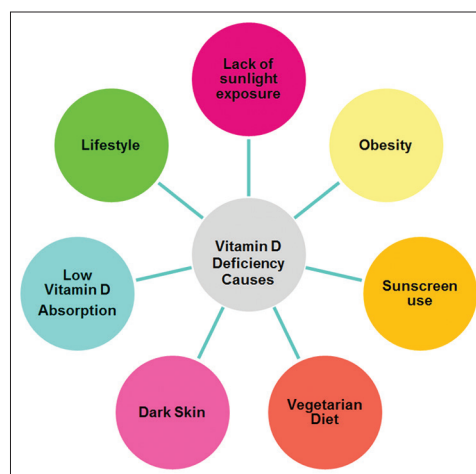 Lack of
sunlight
exposure
Obesity
Sunscreen
use
Vegetarian
Diet
Dark Skin
Low
Vitamin D
Absorption
Lifestyle
Vitamin D
Deficiency
Causes